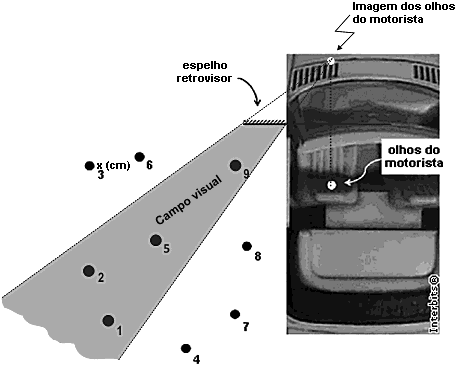 Imagem dos olhos
do motorista
espelho
retrovisor
olhos do
motorista
x (cm)
3
6
9
Campo visual
5
8
2
1
7
4
Interbits®